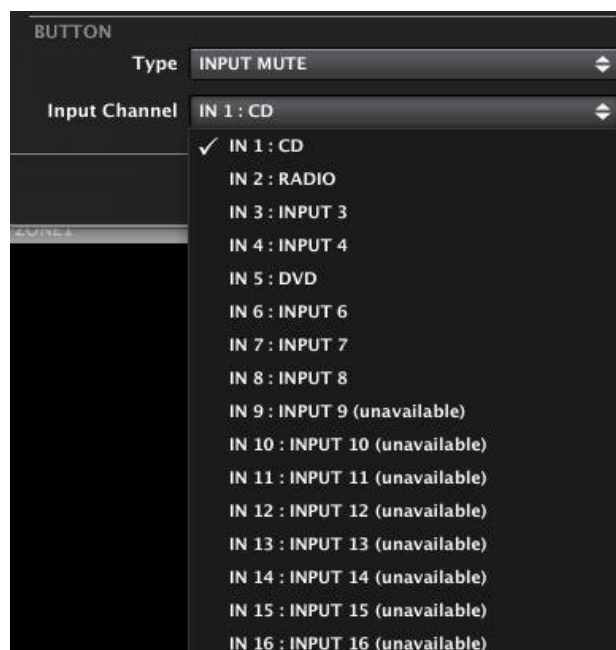 BUTTON
Type INPUT MUTE
Input Channel IN 1 : CD
✓ IN 1 : CD
IN 2 : RADIO
IN 3 : INPUT 3
ZONE1
IN 4 : INPUT 4
IN 5 : DVD
IN 6 : INPUT 6
IN 7 : INPUT 7
IN 8 : INPUT 8
IN 9 : INPUT 9 (unavailable)
IN 10 : INPUT 10 (unavailable)
IN 11 : INPUT 11 (unavailable)
IN 12 : INPUT 12 (unavailable)
IN 13 : INPUT 13 (unavailable)
IN 14 : INPUT 14 (unavailable)
IN 15 : INPUT 15 (unavailable)
IN 16 : INPUT 16 (unavailable)